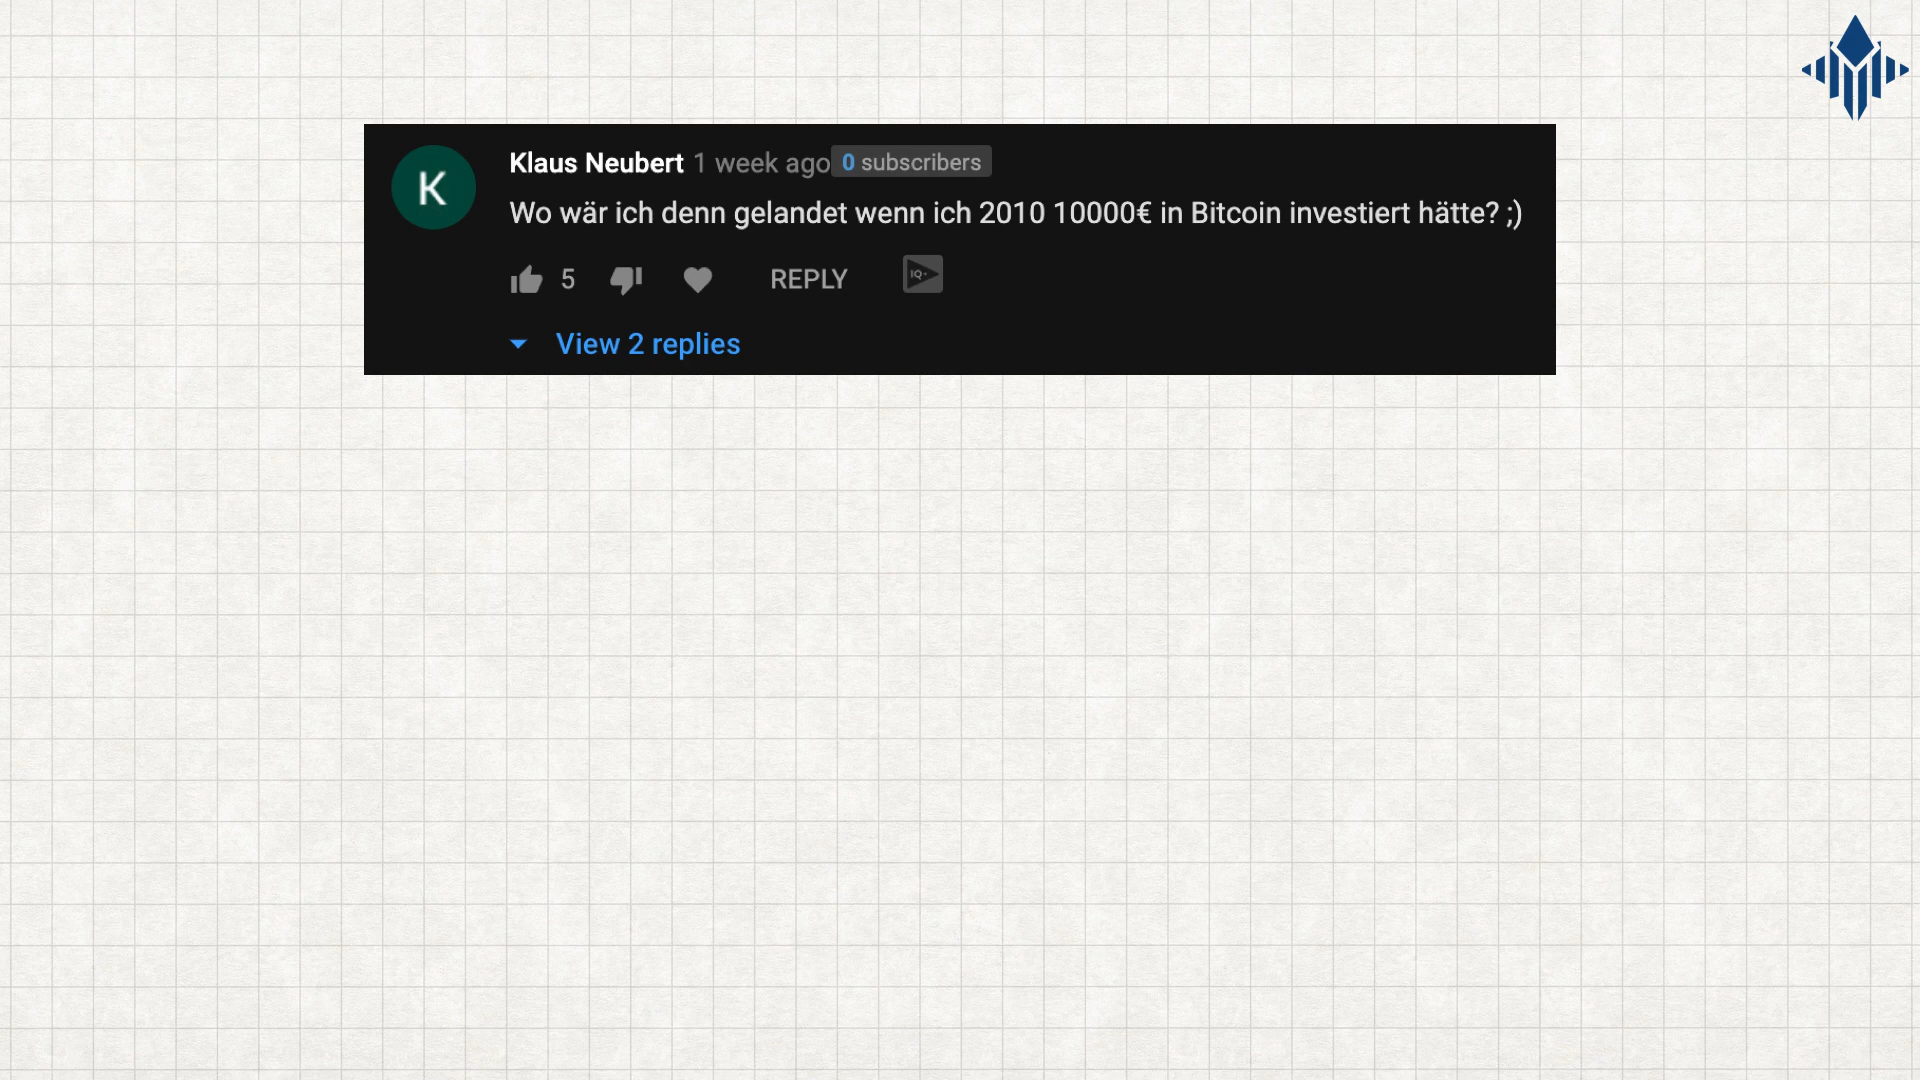 K
Klaus Neubert 1 week ago 0 subscribers
Wo wär ich denn gelandet wenn ich 2010 10000€ in Bitcoin investiert hätte? ;)
5 REPLY IQ
View 2 replies